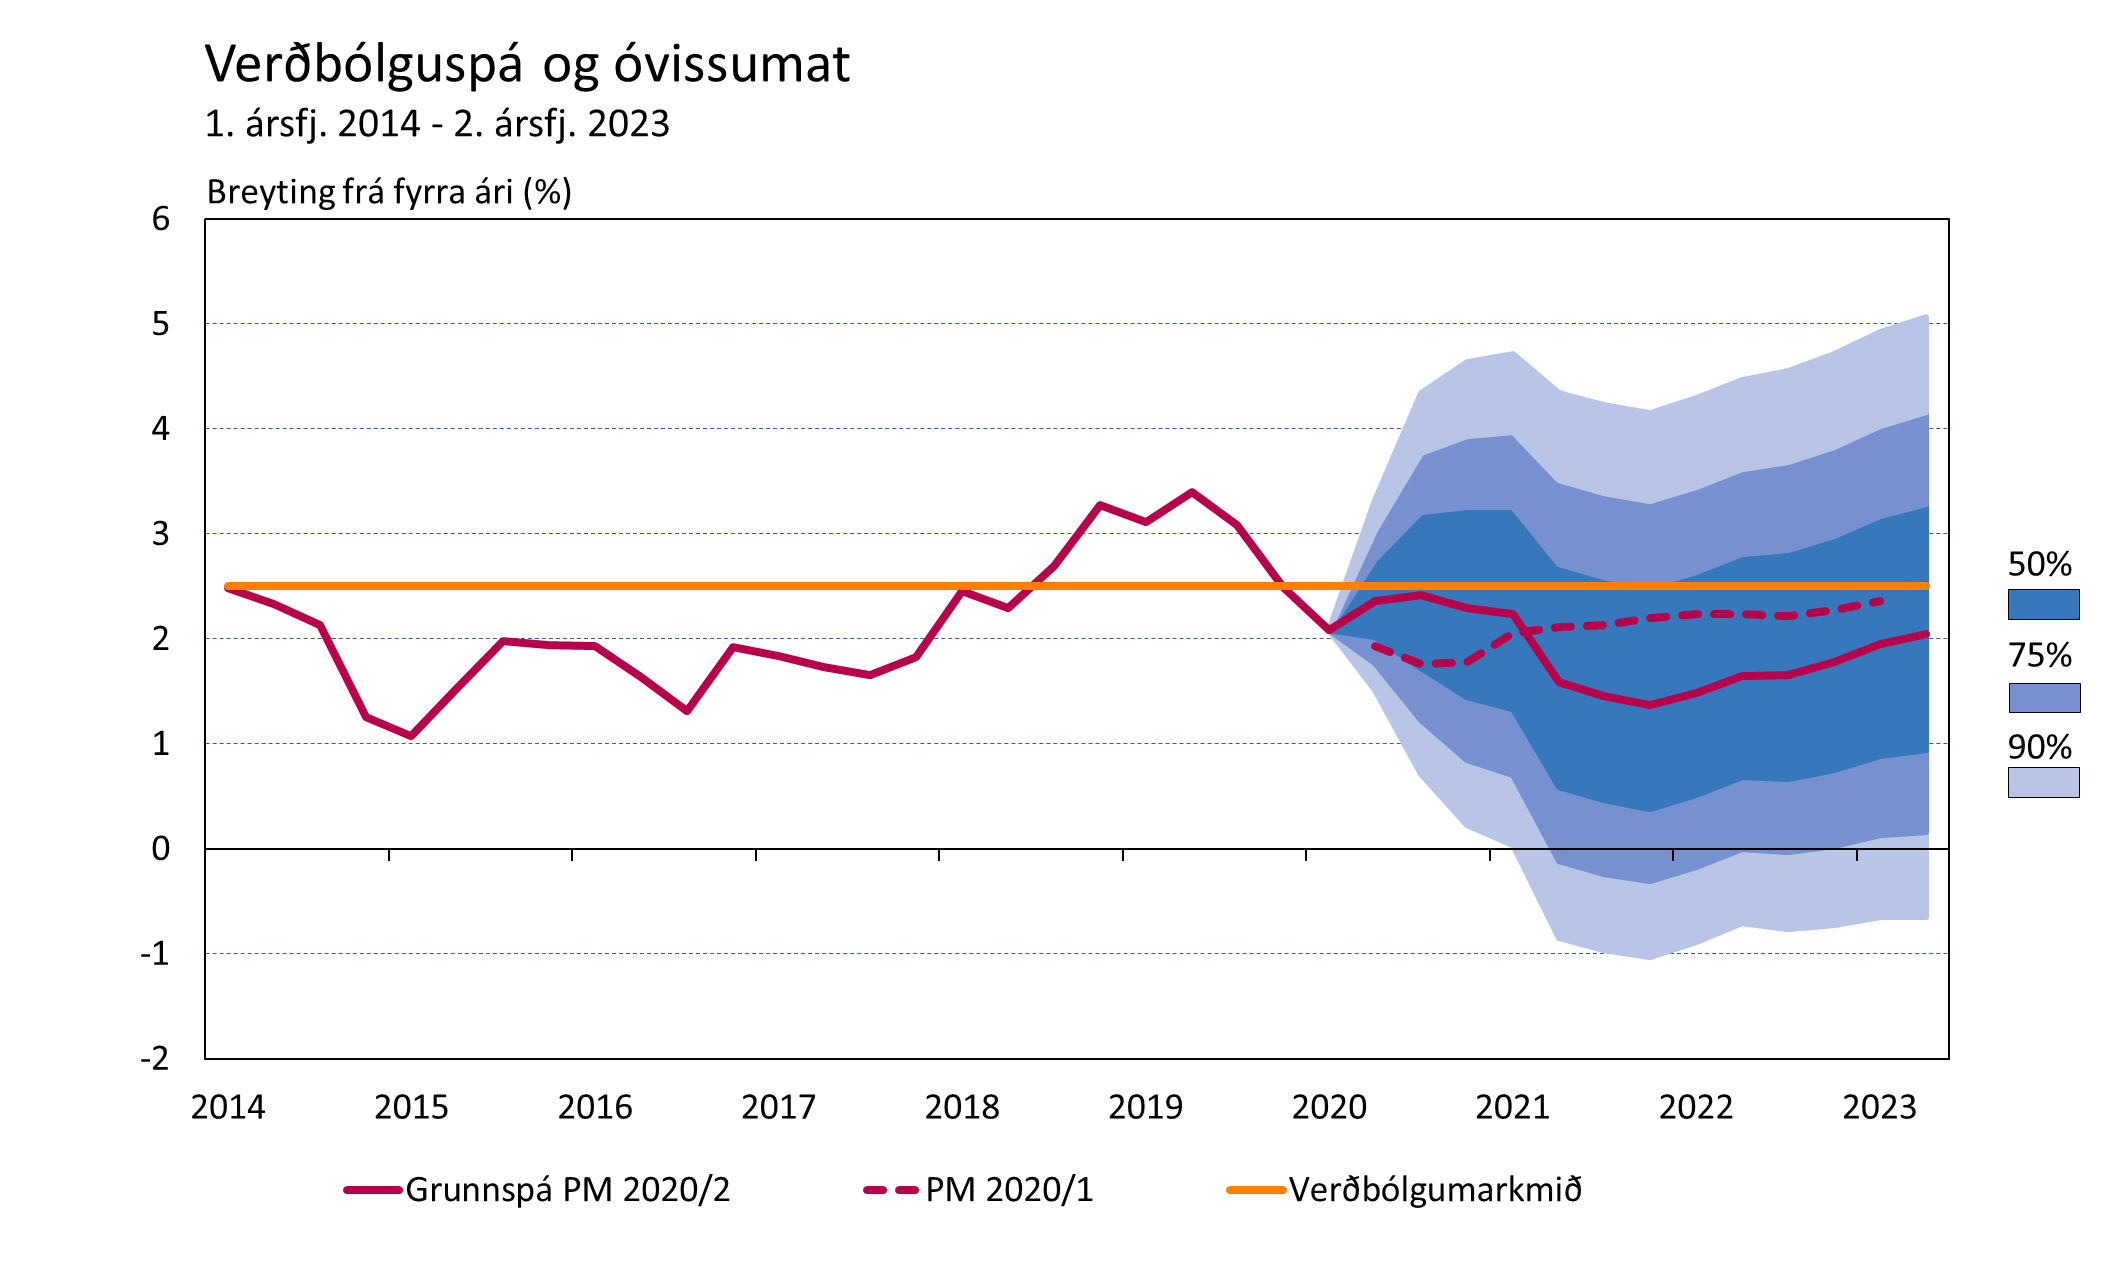 Verðbólguspá og óvissumat
1. ársfj. 2014 - 2. ársfj. 2023
Breyting frá fyrra ári (%)
6
5
4
3
2
1
0
-1
-2
2014 2015 2016 2017 2018 2019 2020 2021 2022 2023
50%
75%
90%
Grunnspá PM 2020/2 PM 2020/1 Verðbólgumarkmið